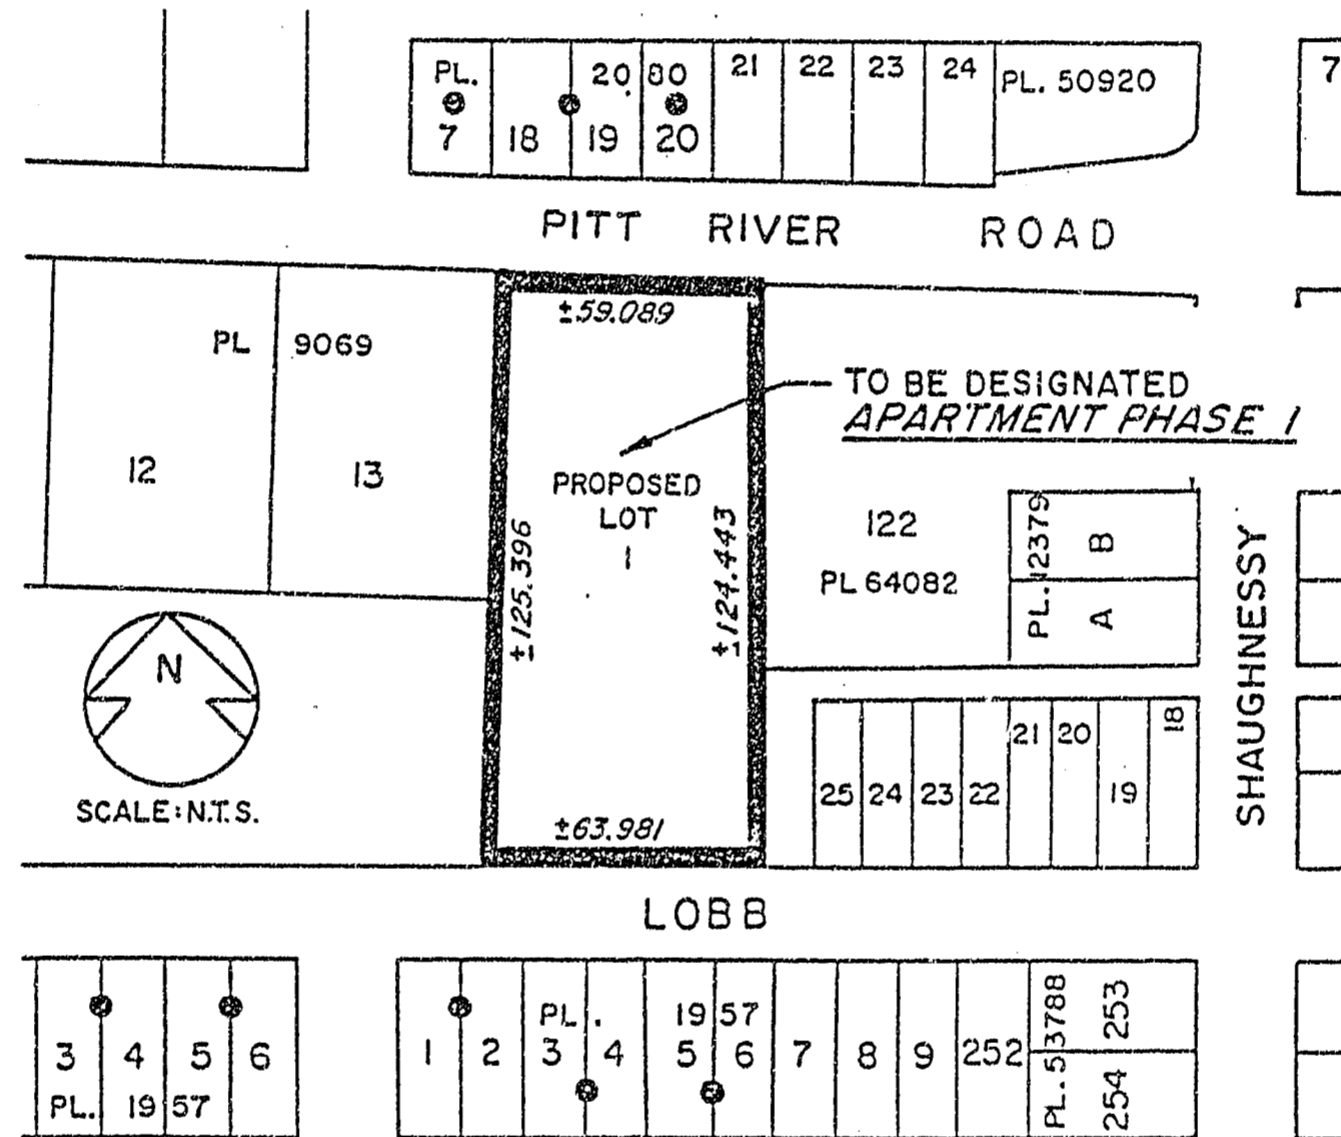 PL. 20 80 21 22 23 24 PL. 50920 7
7 18 19 20
PITT RIVER ROAD
±59.089
PL 9069
TO BE DESIGNATED
APARTMENT PHASE 1
12 13
PROPOSED
LOT
1
±125.396
±124.443
122
PL 64082
PL. 12379
B
A
SHAUGHNESSY
N
SCALE: N.T.S.
25 24 23 22 21 20 19 18
±63.981
LOBB
3 4 5 6
PL. 19 57
PL. 19 57
1 2 3 4 5 6 7 8 9 252
PL. 53788
253
254